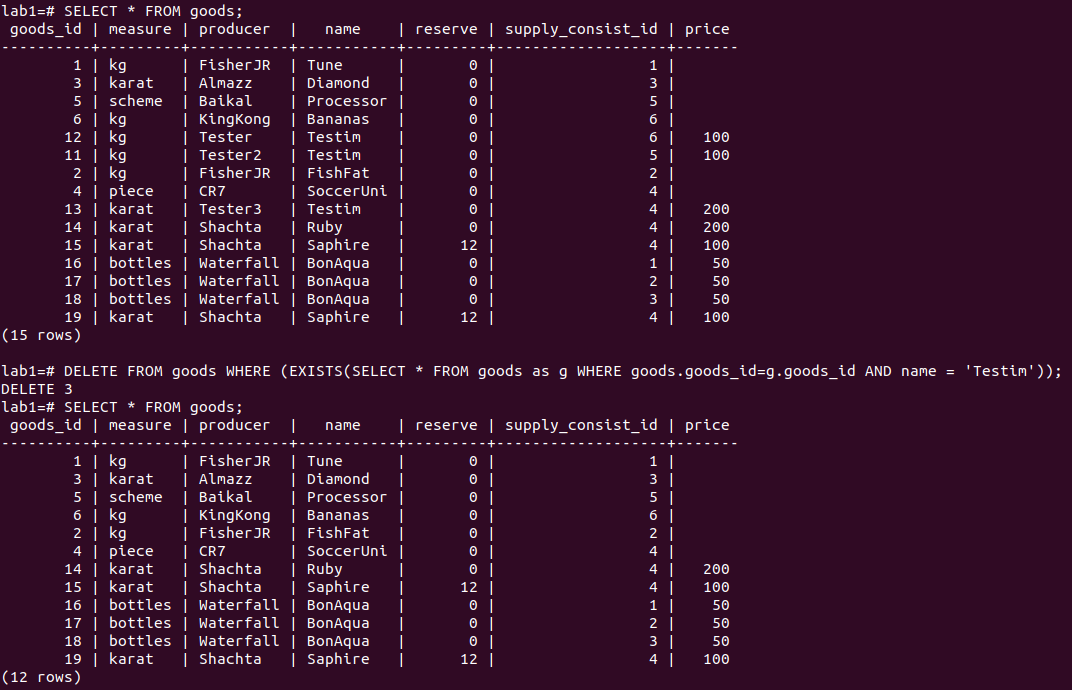 lab1=# SELECT * FROM goods;
 goods_id | measure | producer  |   name    | reserve | supply_consist_id | price
----------+---------+-----------+-----------+---------+-------------------+-------
        1 | kg      | FisherJR  | Tune      |       0 |                 1 |
        3 | karat   | Almazz    | Diamond   |       0 |                 3 |
        5 | scheme  | Baikal    | Processor |       0 |                 5 |
        6 | kg      | KingKong  | Bananas   |       0 |                 6 |
       12 | kg      | Tester    | Testim    |       0 |                 6 |   100
       11 | kg      | Tester2   | Testim    |       0 |                 5 |   100
        2 | kg      | FisherJR  | FishFat   |       0 |                 2 |
        4 | piece   | CR7       | SoccerUni |       0 |                 4 |
       13 | karat   | Tester3   | Testim    |       0 |                 4 |   200
       14 | karat   | Shachta   | Ruby      |       0 |                 4 |   200
       15 | karat   | Shachta   | Saphire   |      12 |                 4 |   100
       16 | bottles | Waterfall | BonAqua   |       0 |                 1 |    50
       17 | bottles | Waterfall | BonAqua   |       0 |                 2 |    50
       18 | bottles | Waterfall | BonAqua   |       0 |                 3 |    50
       19 | karat   | Shachta   | Saphire   |      12 |                 4 |   100
(15 rows)

lab1=# DELETE FROM goods WHERE (EXISTS(SELECT * FROM goods as g WHERE goods.goods_id=g.goods_id AND name = 'Testim'));
DELETE 3
lab1=# SELECT * FROM goods;
 goods_id | measure | producer  |   name    | reserve | supply_consist_id | price
----------+---------+-----------+-----------+---------+-------------------+-------
        1 | kg      | FisherJR  | Tune      |       0 |                 1 |
        3 | karat   | Almazz    | Diamond   |       0 |                 3 |
        5 | scheme  | Baikal    | Processor |       0 |                 5 |
        6 | kg      | KingKong  | Bananas   |       0 |                 6 |
        2 | kg      | FisherJR  | FishFat   |       0 |                 2 |
        4 | piece   | CR7       | SoccerUni |       0 |                 4 |
       14 | karat   | Shachta   | Ruby      |       0 |                 4 |   200
       15 | karat   | Shachta   | Saphire   |      12 |                 4 |   100
       16 | bottles | Waterfall | BonAqua   |       0 |                 1 |    50
       17 | bottles | Waterfall | BonAqua   |       0 |                 2 |    50
       18 | bottles | Waterfall | BonAqua   |       0 |                 3 |    50
       19 | karat   | Shachta   | Saphire   |      12 |                 4 |   100
(12 rows)